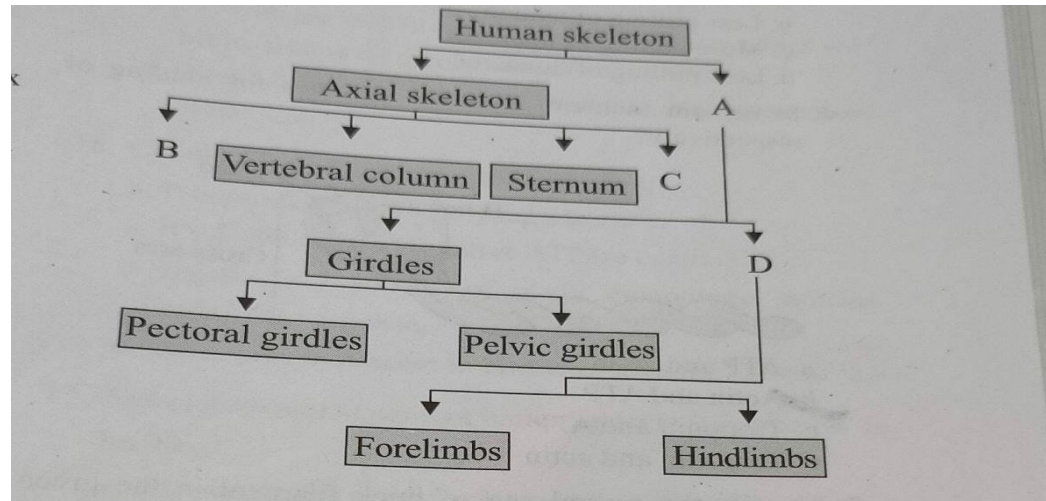 Human skeleton
Axial skeleton
A
B
Vertebral column
Sternum
C
Girdles
D
Pectoral girdles
Pelvic girdles
Forelimbs
Hindlimbs